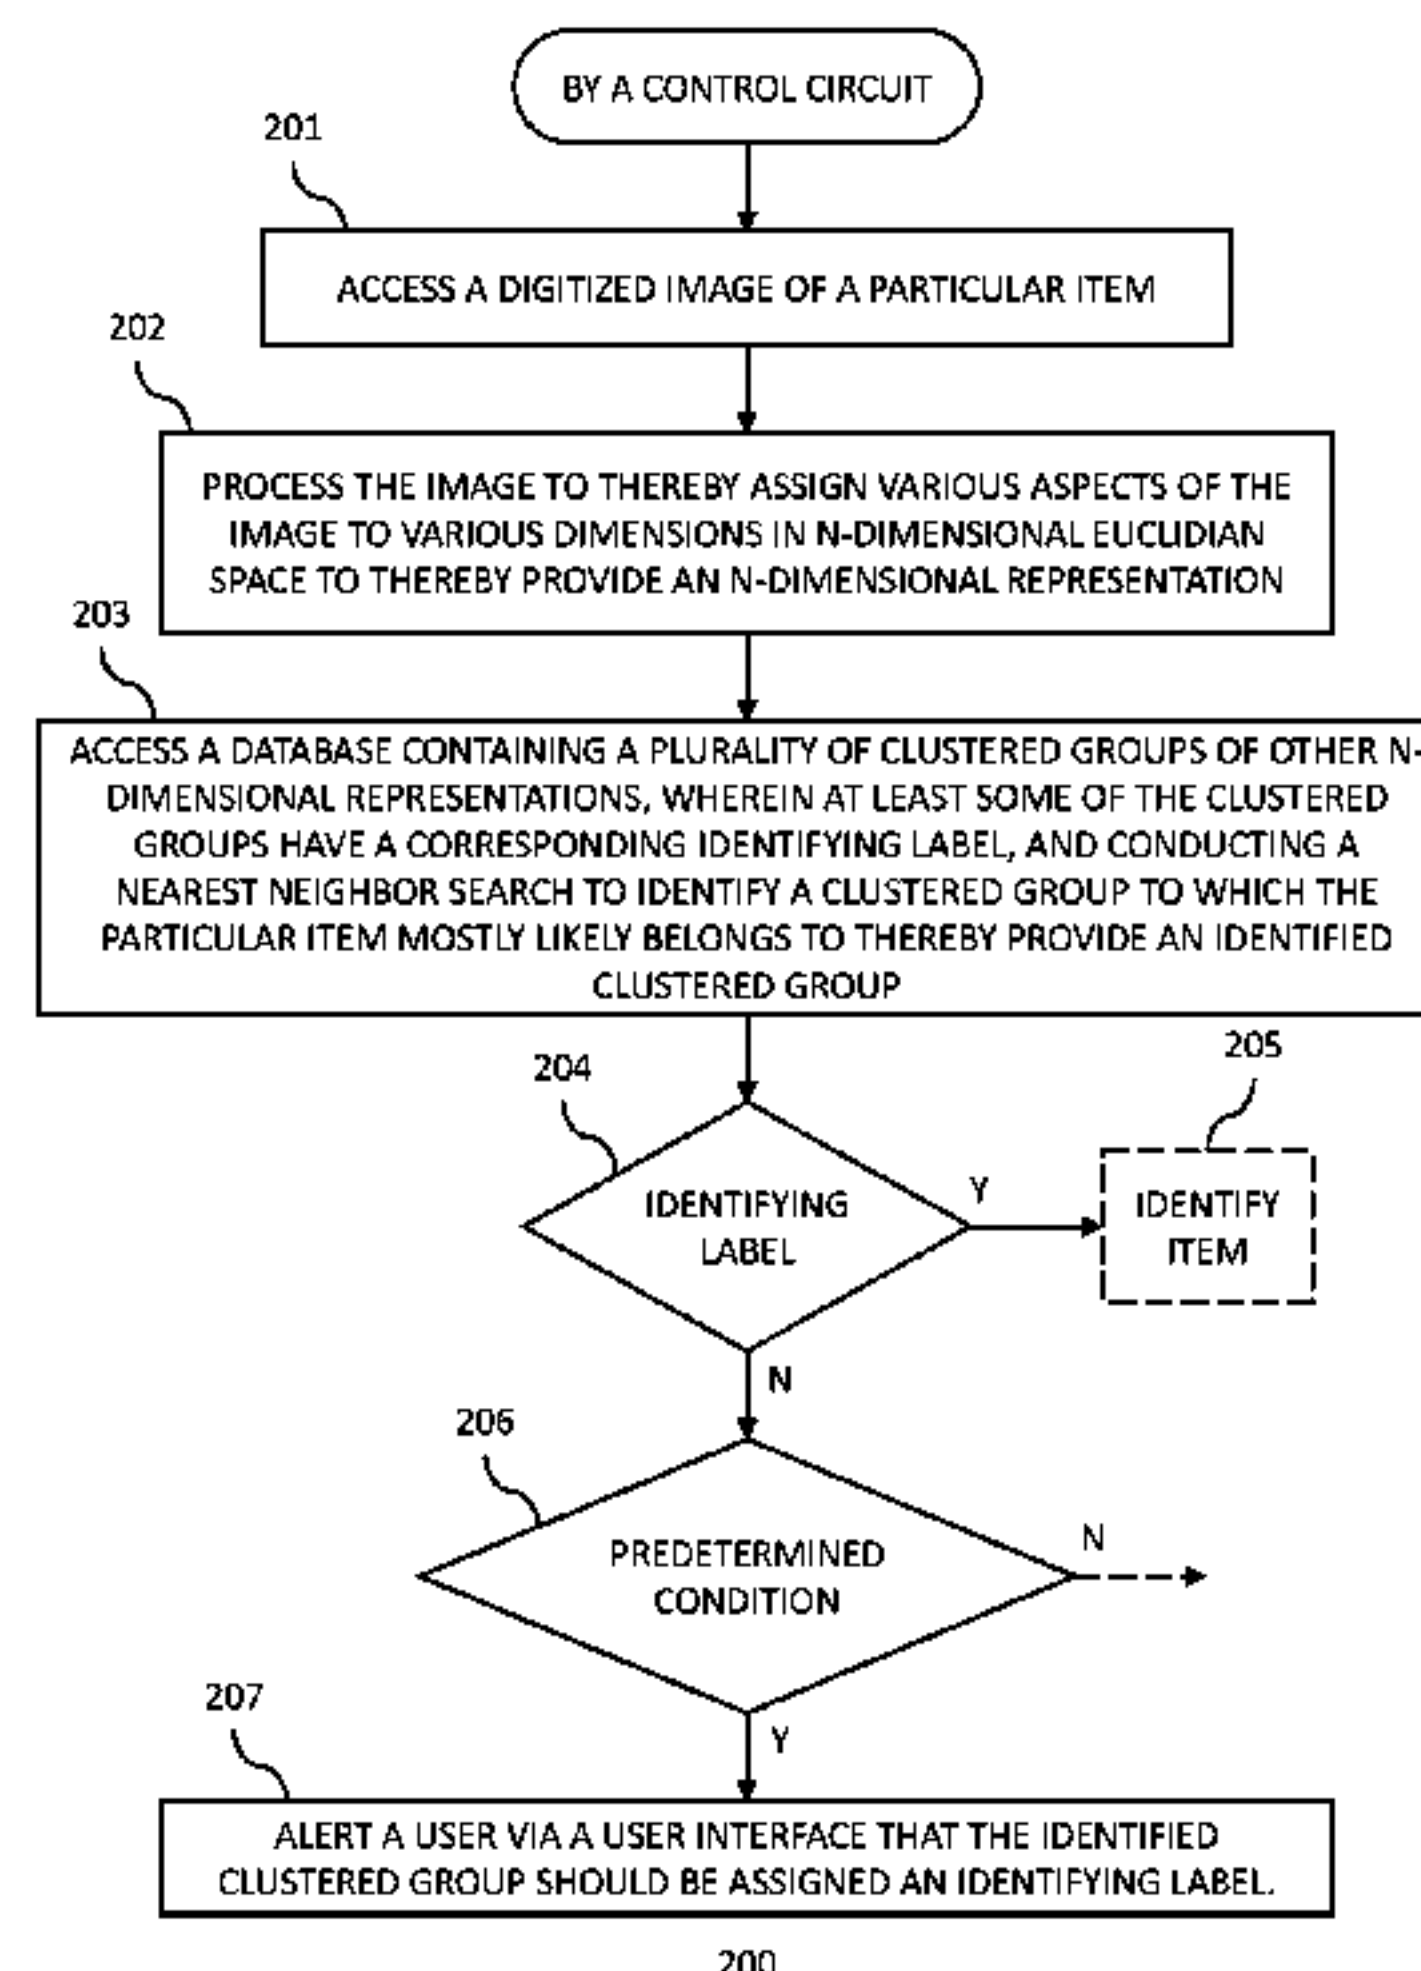 BY A CONTROL CIRCUIT
201
ACCESS A DIGITIZED IMAGE OF A PARTICULAR ITEM
202
PROCESS THE IMAGE TO THEREBY ASSIGN VARIOUS ASPECTS OF THE
IMAGE TO VARIOUS DIMENSIONS IN N-DIMENSIONAL EUCLIDIAN
SPACE TO THEREBY PROVIDE AN N-DIMENSIONAL REPRESENTATION
203
ACCESS A DATABASE CONTAINING A PLURALITY OF CLUSTERED GROUPS OF OTHER N-
DIMENSIONAL REPRESENTATIONS, WHEREIN AT LEAST SOME OF THE CLUSTERED
GROUPS HAVE A CORRESPONDING IDENTIFYING LABEL, AND CONDUCTING A
NEAREST NEIGHBOR SEARCH TO IDENTIFY A CLUSTERED GROUP TO WHICH THE
PARTICULAR ITEM MOSTLY LIKELY BELONGS TO THEREBY PROVIDE AN IDENTIFIED
CLUSTERED GROUP
204
205
IDENTIFYING
LABEL
Y
IDENTIFY
ITEM
N
206
PREDETERMINED
CONDITION
N
207
Y
ALERT A USER VIA A USER INTERFACE THAT THE IDENTIFIED
CLUSTERED GROUP SHOULD BE ASSIGNED AN IDENTIFYING LABEL.
200